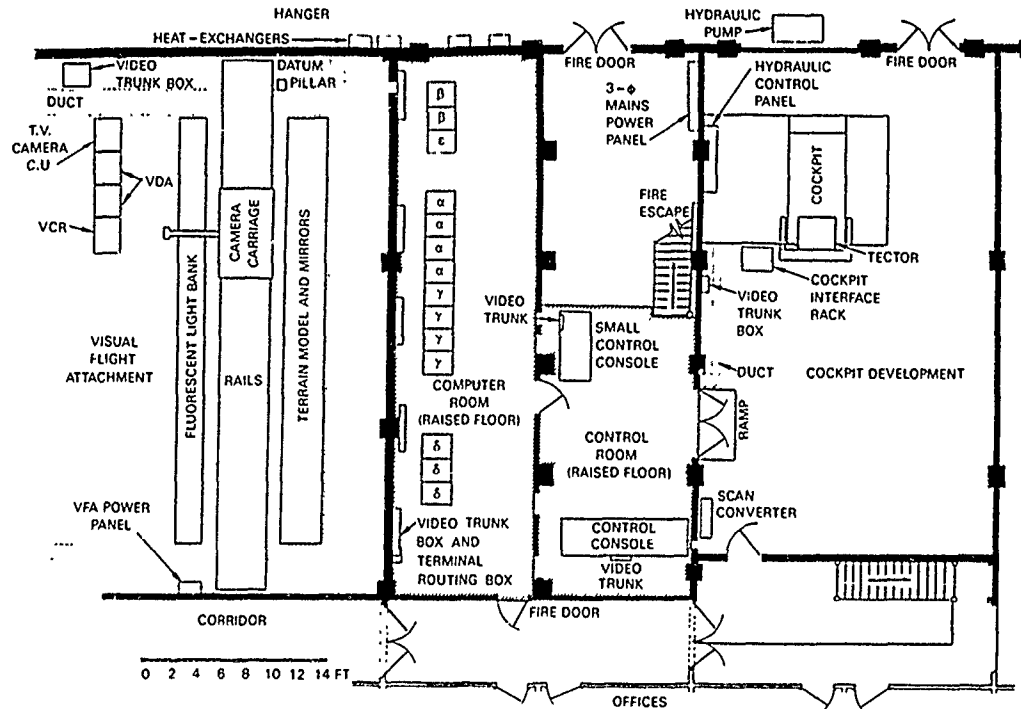 HANGER
HEAT-EXCHANGERS
HYDRAULIC
PUMP
VIDEO
TRUNK BOX
DATUM
PILLAR
FIRE DOOR
HYDRAULIC
CONTROL
PANEL
FIRE DOOR
DUCT
3-ϕ
MAINS
POWER
PANEL
T.V.
CAMERA
C.U
VDA
VCR
β
β
ε
α
α
α
α
γ
γ
γ
γ
CAMERA
CARRIAGE
FLUORESCENT LIGHT BANK
TERRAIN MODEL AND MIRRORS
RAILS
COCKPIT
FIRE
ESCAPE
TECTOR
COCKPIT
INTERFACE
RACK
VIDEO
TRUNK
BOX
VIDEO
TRUNK
SMALL
CONTROL
CONSOLE
VISUAL
FLIGHT
ATTACHMENT
DUCT
COCKPIT DEVELOPMENT
COMPUTER
ROOM
(RAISED FLOOR)
RAMP
CONTROL
ROOM
(RAISED FLOOR)
δ
δ
δ
VFA POWER
PANEL
SCAN
CONVERTER
VIDEO TRUNK
BOX AND
TERMINAL
ROUTING BOX
CONTROL
CONSOLE
VIDEO
TRUNK
CORRIDOR
FIRE DOOR
0 2 4 6 8 10 12 14 FT
OFFICES